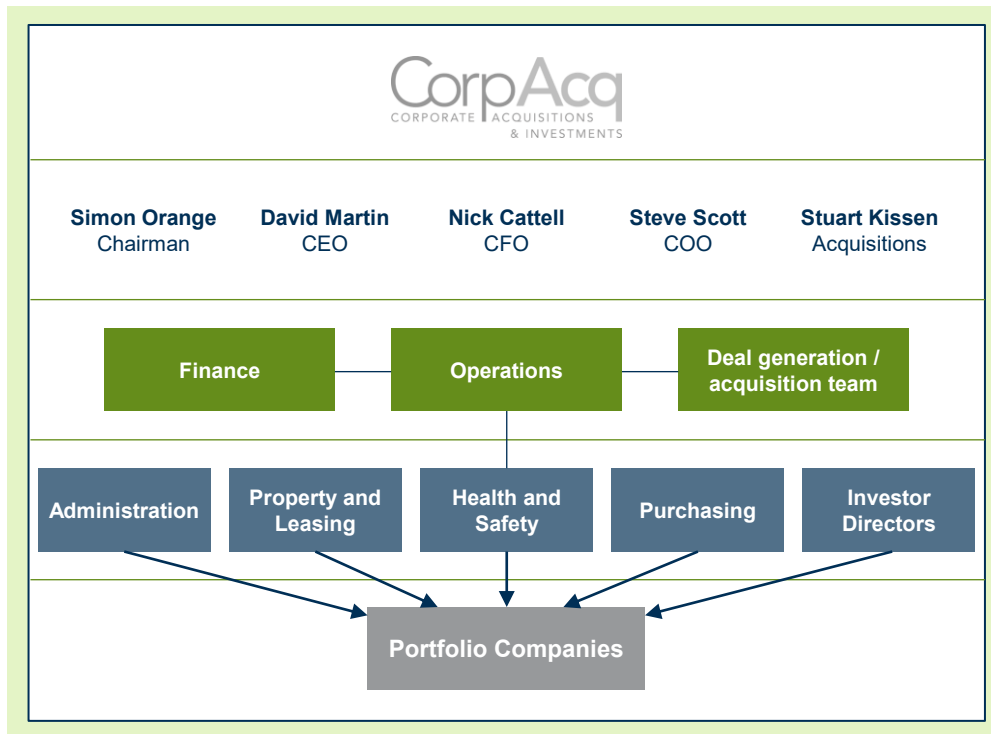 CorpAcq
CORPORATE ACQUISITIONS
& INVESTMENTS
Simon Orange
Chairman
David Martin
CEO
Nick Cattell
CFO
Steve Scott
COO
Stuart Kissen
Acquisitions
Finance
Operations
Deal generation /
acquisition team
Administration
Property and
Leasing
Health and
Safety
Purchasing
Investor
Directors
Portfolio Companies